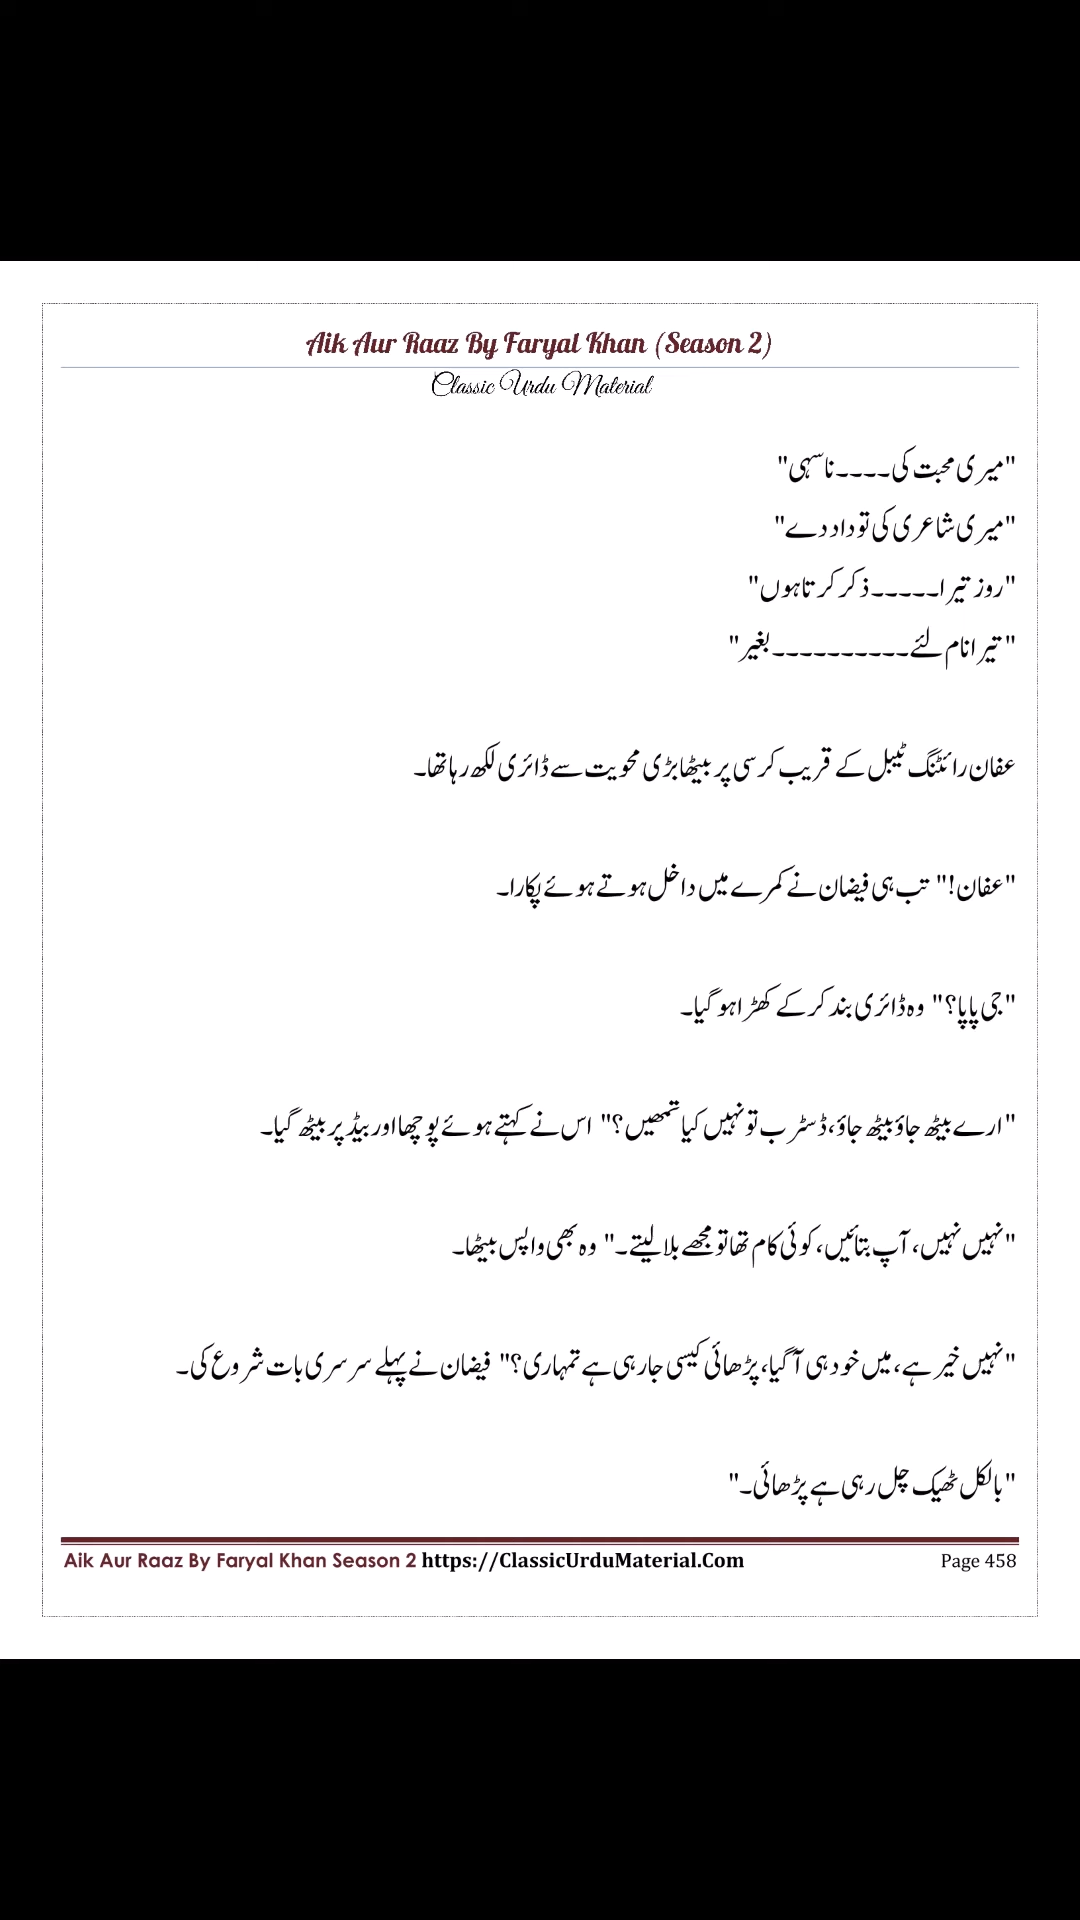 Aik Aur Raaz By Faryal Khan (Season 2)
Classic Urdu Material
"میری محبت کی۔۔۔۔ناسہی"
"میری شاعری کی تو داد دے"
"روز تیرا۔۔۔۔۔ذکر کرتا ہوں"
"تیرا نام لئے۔۔۔۔۔۔۔۔۔۔بغیر"
عفان رائٹنگ ٹیبل کے قریب کرسی پر بیٹھا بڑی محویت سے ڈائری لکھ رہا تھا۔
"عفان!" تب ہی فیضان نے کمرے میں داخل ہوتے ہوئے پکارا۔
"جی پاپا؟" وہ ڈائری بند کر کے کھڑا ہو گیا۔
"ارے بیٹھ جاؤ بیٹھ جاؤ، ڈسٹرب تو نہیں کیا تمھیں؟" اس نے کہتے ہوئے پوچھا اور بیڈ پر بیٹھ گیا۔
"نہیں نہیں، آپ بتائیں، کوئی کام تھا تو مجھے بلا لیتے۔" وہ بھی واپس بیٹھا۔
"نہیں خیر ہے، میں خود ہی آ گیا، پڑھائی کیسی جا رہی ہے تمہاری؟" فیضان نے پہلے سرسری بات شروع کی۔
"بالکل ٹھیک چل رہی ہے پڑھائی۔"
Aik Aur Raaz By Faryal Khan Season 2 https://ClassicUrduMaterial.Com Page 458